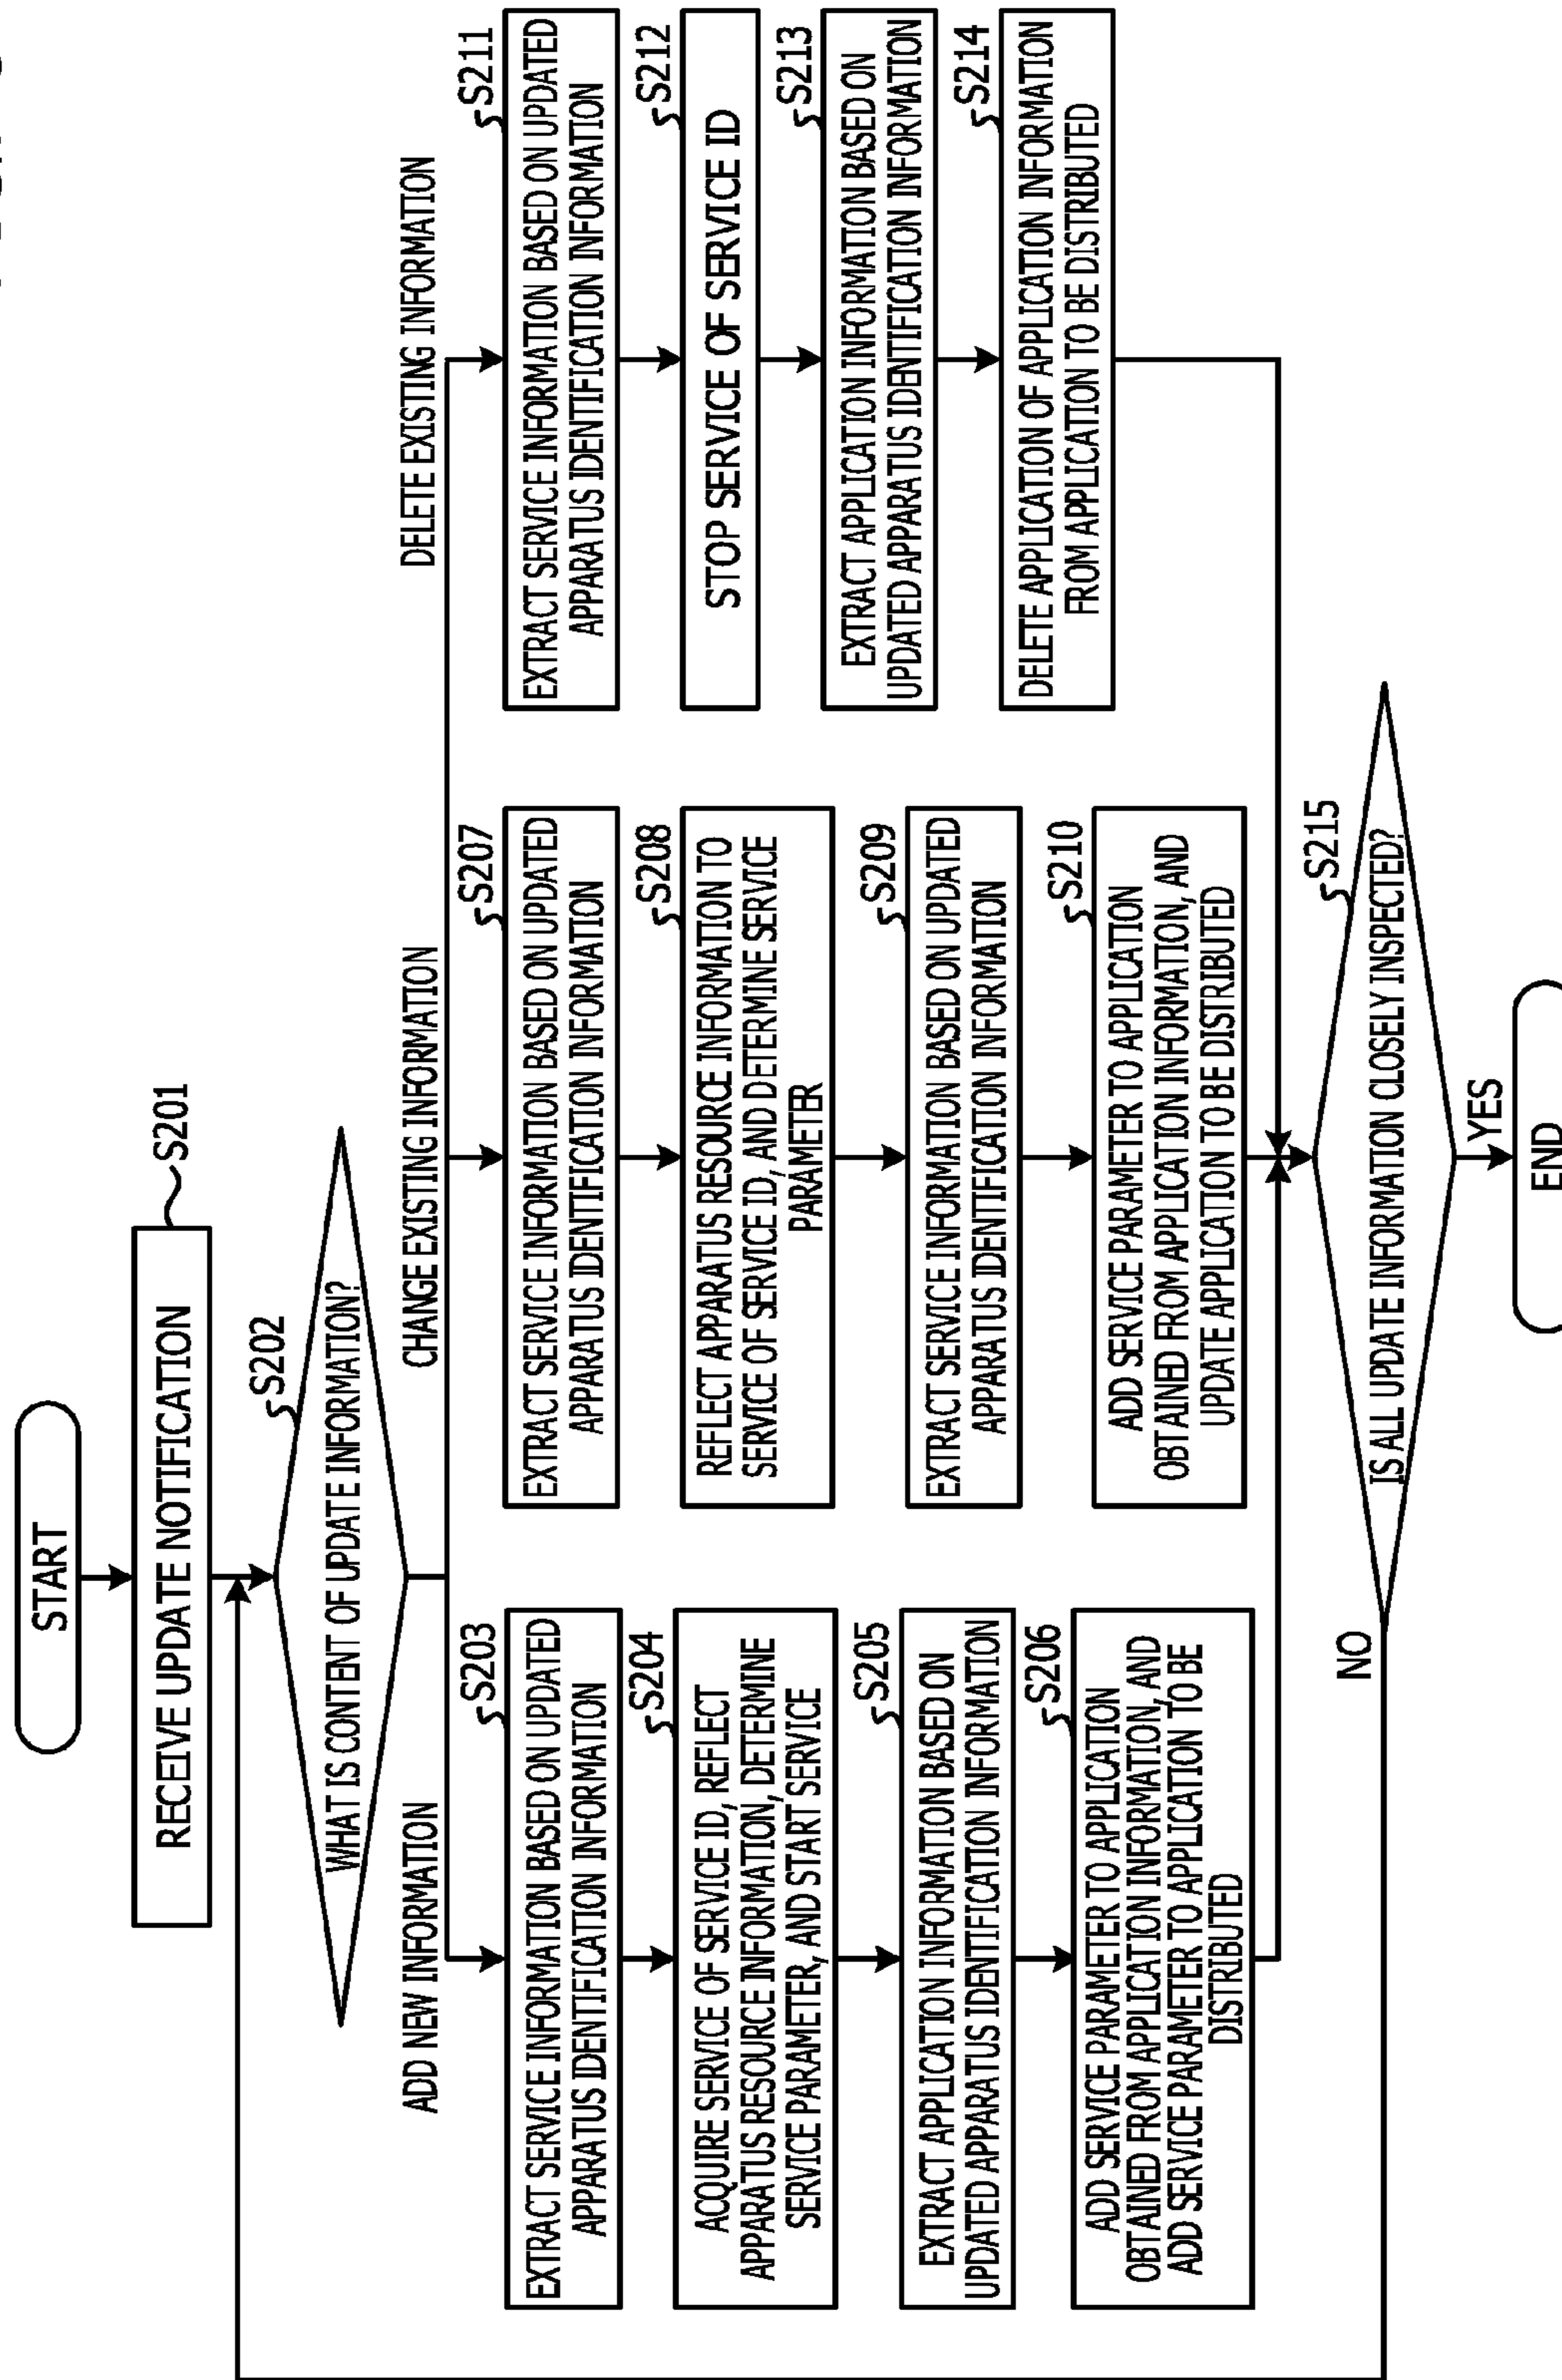 START
RECEIVE UPDATE NOTIFICATION
S201
WHAT IS CONTENT OF UPDATE INFORMATION?
S202
ADD NEW INFORMATION
CHANGE EXISTING INFORMATION
DELETE EXISTING INFORMATION
S203
EXTRACT SERVICE INFORMATION BASED ON UPDATED
APPARATUS IDENTIFICATION INFORMATION
S204
ACQUIRE SERVICE OF SERVICE ID, REFLECT
APPARATUS RESOURCE INFORMATION, DETERMINE
SERVICE PARAMETER, AND START SERVICE
S205
EXTRACT APPLICATION INFORMATION BASED ON
UPDATED APPARATUS IDENTIFICATION INFORMATION
S206
ADD SERVICE PARAMETER TO APPLICATION
OBTAINED FROM APPLICATION INFORMATION, AND
ADD SERVICE PARAMETER TO APPLICATION TO BE
DISTRIBUTED
S207
EXTRACT SERVICE INFORMATION BASED ON UPDATED
APPARATUS IDENTIFICATION INFORMATION
S208
REFLECT APPARATUS RESOURCE INFORMATION TO
SERVICE OF SERVICE ID, AND DETERMINE SERVICE
PARAMETER
S209
EXTRACT SERVICE INFORMATION BASED ON UPDATED
APPARATUS IDENTIFICATION INFORMATION
S210
ADD SERVICE PARAMETER TO APPLICATION
OBTAINED FROM APPLICATION INFORMATION, AND
UPDATE APPLICATION TO BE DISTRIBUTED
S211
EXTRACT SERVICE INFORMATION BASED ON UPDATED
APPARATUS IDENTIFICATION INFORMATION
S212
STOP SERVICE OF SERVICE ID
S213
EXTRACT APPLICATION INFORMATION BASED ON
UPDATED APPARATUS IDENTIFICATION INFORMATION
S214
DELETE APPLICATION OF APPLICATION INFORMATION
FROM APPLICATION TO BE DISTRIBUTED
S215
IS ALL UPDATE INFORMATION CLOSELY INSPECTED?
NO
YES
END